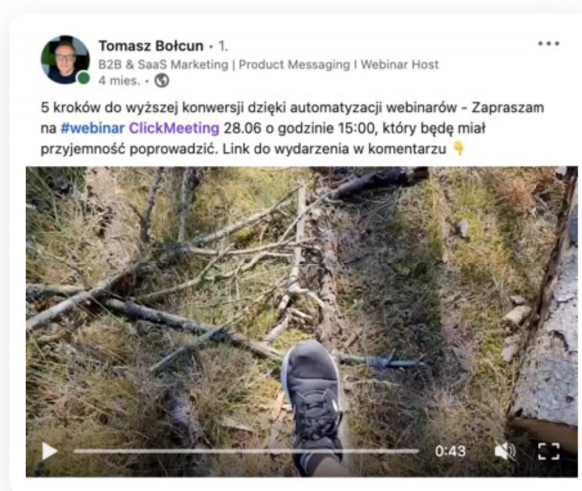 Tomasz Bołcun • 1.
B2B & SaaS Marketing | Product Messaging I Webinar Host
4 mies. •
5 kroków do wyższej konwersji dzięki automatyzacji webinarów - Zapraszam
na #webinar ClickMeeting 28.06 o godzinie 15:00, który będę miał
przyjemność poprowadzić. Link do wydarzenia w komentarzu 👇
0:43